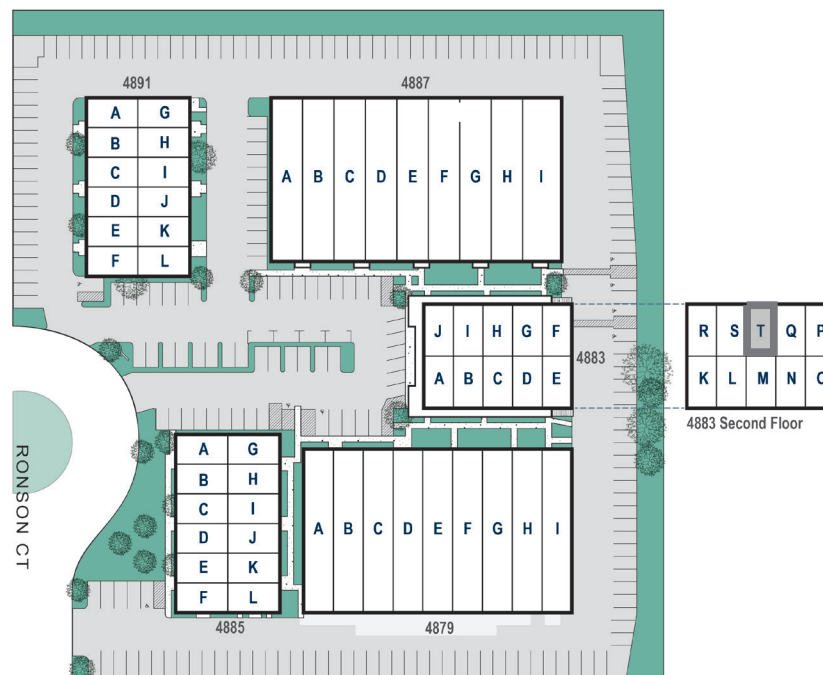 4891
4887
A G
B H
C I
D J
E K
F L
A B C D E F G H I
J I H G F
A B C D E
4883
R S T Q P
K L M N O
4883 Second Floor
RONSON CT
A G
B H
C I
D J
E K
F L
A B C D E F G H I
4885
4879